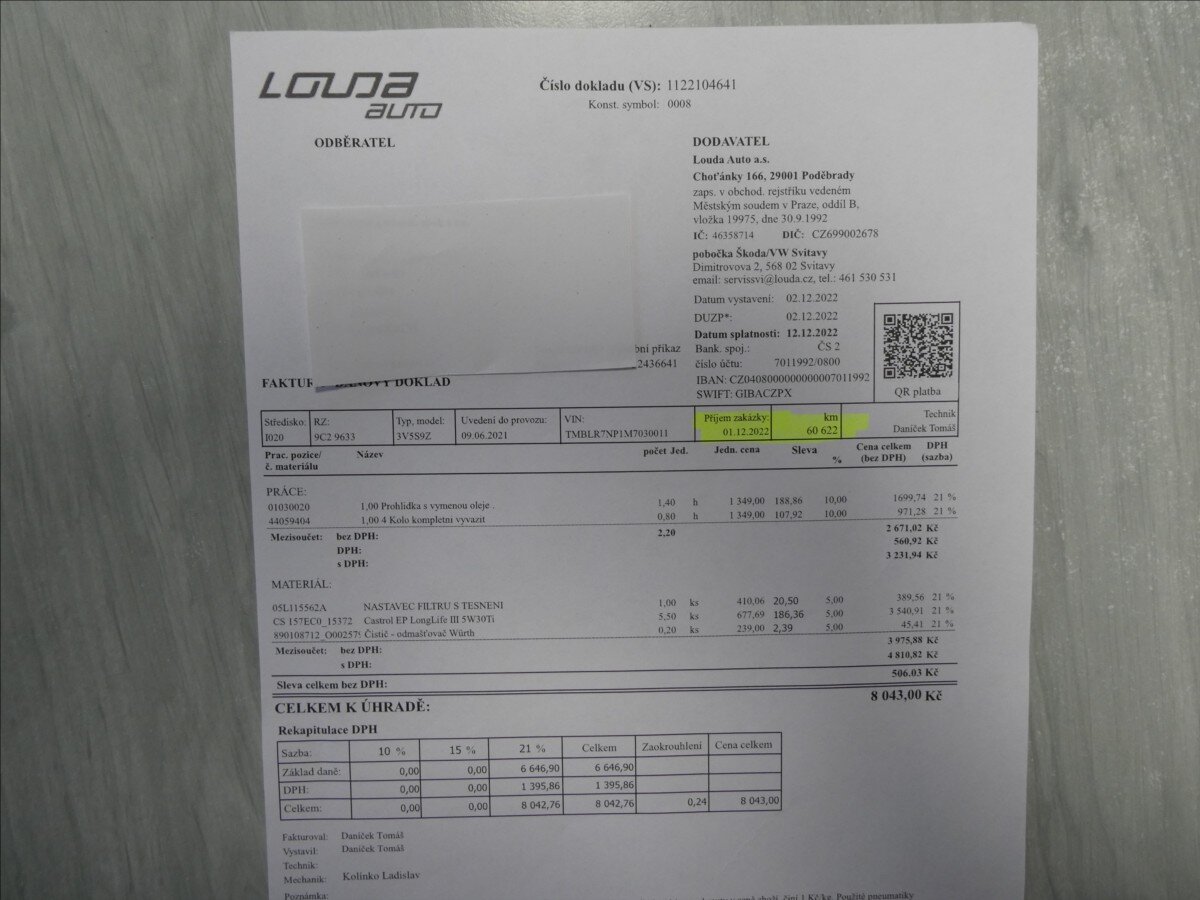 LOUDA
AUTO
Číslo dokladu (VS): 1122104641
Konst. symbol: 0008
ODBĚRATEL
DODAVATEL
Louda Auto a.s.
Choťánky 166, 29001 Poděbrady
zaps. v obchod. rejstříku vedeném
Městským soudem v Praze, oddíl B,
vložka 19975, dne 30.9.1992
IČ: 46358714 DIČ: CZ699002678
pobočka Škoda/VW Svitavy
Dimitrovova 2, 568 02 Svitavy
email: servissvi@louda.cz, tel.: 461 530 531
Datum vystavení: 02.12.2022
DUZP*: 02.12.2022
Datum splatnosti: 12.12.2022
bní příkaz Bank. spoj.: ČS 2
2436641 číslo účtu: 7011992/0800
IBAN: CZ0408000000000007011992
SWIFT: GIBACZPX
QR platba
FAKTUR DAŇOVÝ DOKLAD
Středisko: RZ: Typ, model: Uvedení do provozu: VIN: Příjem zakázky: km Technik
I020 9C2 9633 3V5S9Z 09.06.2021 TMBLR7NP1M7030011 01.12.2022 60 622 Daníček Tomáš
Prac. pozice/ Název počet Jed. Jedn. cena Sleva % Cena celkem DPH
č. materiálu (bez DPH) (sazba)
PRÁCE:
01030020 1,00 Prohlidka s vymenou oleje . 1,40 h 1 349,00 188,86 10,00 1699,74 21 %
44059404 1,00 4 Kolo kompletni vyvazit 0,80 h 1 349,00 107,92 10,00 971,28 21 %
Mezisoučet: bez DPH: 2,20 2 671,02 Kč
DPH: 560,92 Kč
s DPH: 3 231,94 Kč
MATERIÁL:
05L115562A NASTAVEC FILTRU S TESNENI 1,00 ks 410,06 20,50 5,00 389,56 21 %
CS 157EC0_15372 Castrol EP LongLife III 5W30Ti 5,50 ks 677,69 186,36 5,00 3 540,91 21 %
890108712_O002579 Čistič - odmašťovač Würth 0,20 ks 239,00 2,39 5,00 45,41 21 %
Mezisoučet: bez DPH: 3 975,88 Kč
s DPH: 4 810,82 Kč
Sleva celkem bez DPH: 506.03 Kč
CELKEM K ÚHRADĚ: 8 043,00 Kč
Rekapitulace DPH
Sazba: 10 % 15 % 21 % Celkem Zaokrouhlení Cena celkem
Základ daně: 0,00 0,00 6 646,90 6 646,90
DPH: 0,00 0,00 1 395,86 1 395,86
Celkem: 0,00 0,00 8 042,76 8 042,76 0,24 8 043,00
Fakturoval: Daníček Tomáš
Vystavil: Daníček Tomáš
Technik:
Mechanik: Kolínko Ladislav
Poznámka:
zboží, činí 1 Kč/kg. Použité pneumatiky